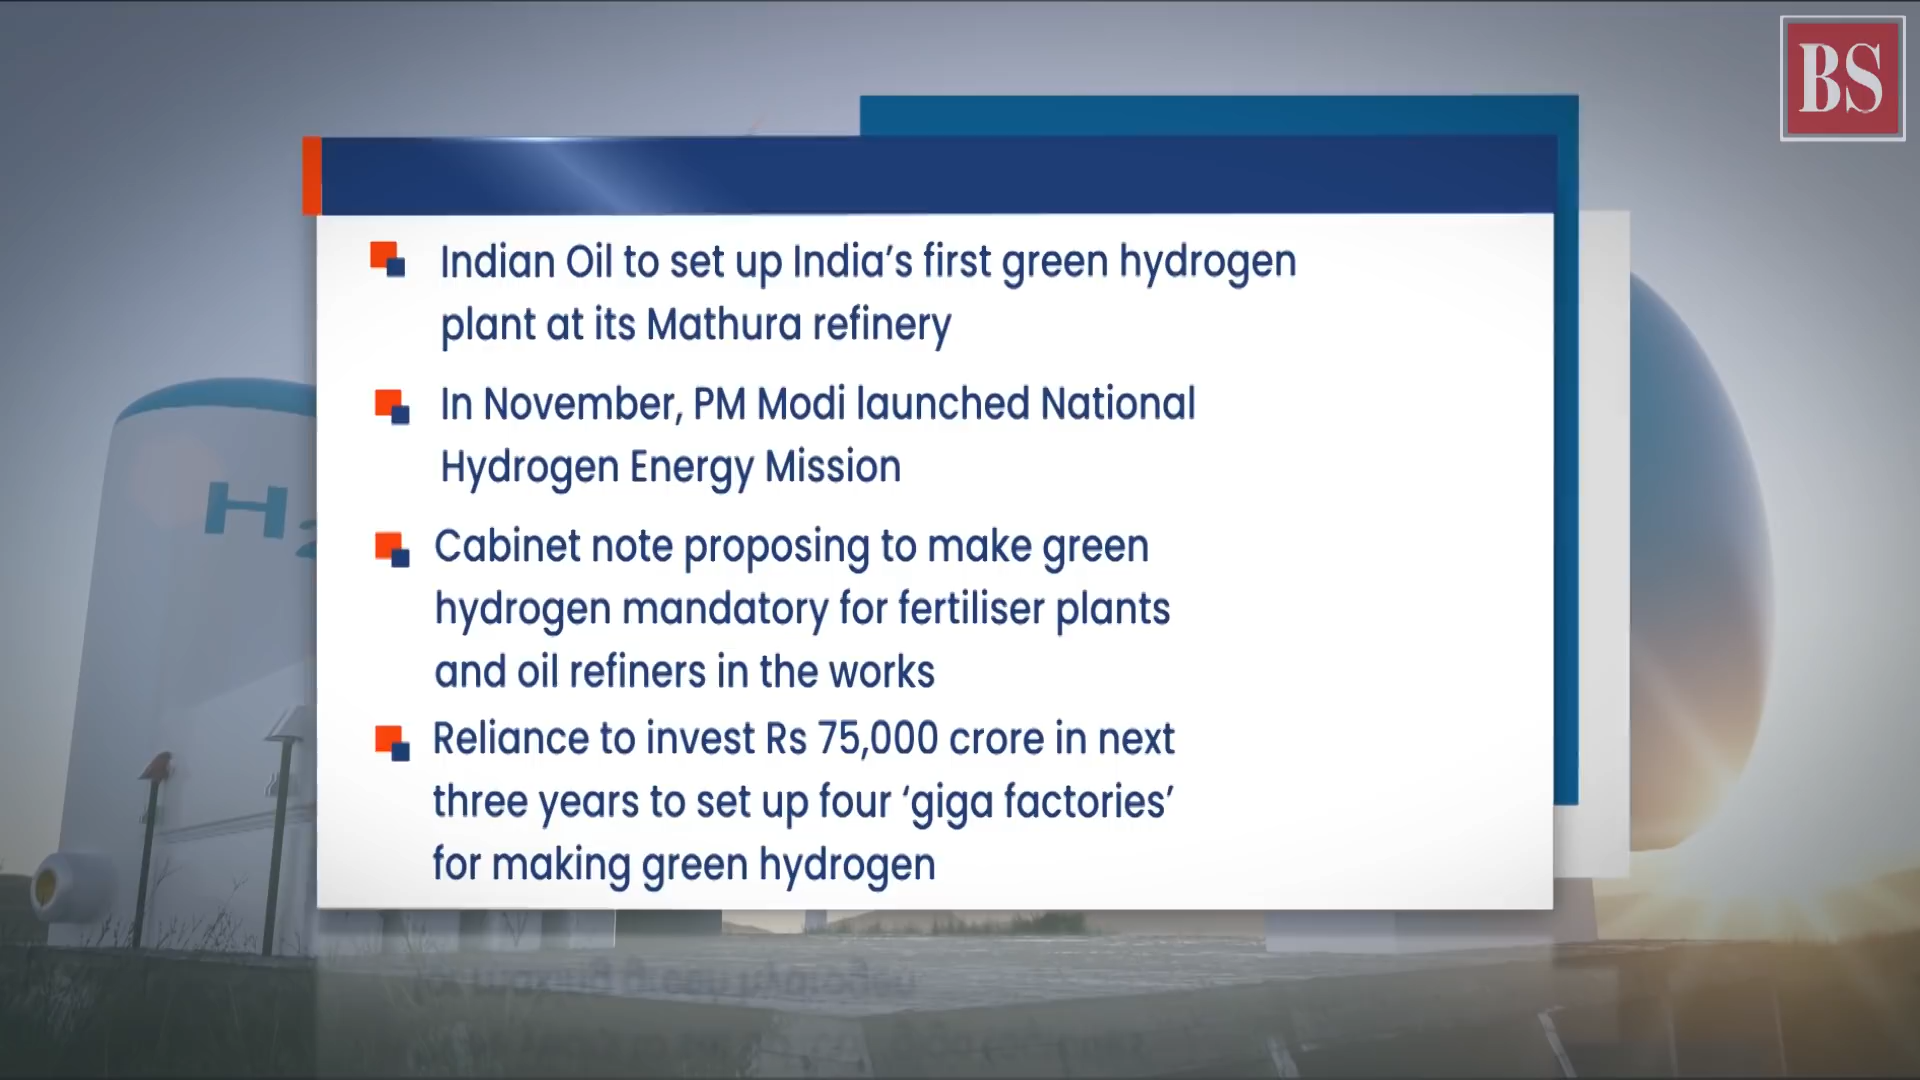 BS
Indian Oil to set up India’s first green hydrogen
plant at its Mathura refinery
In November, PM Modi launched National
Hydrogen Energy Mission
Cabinet note proposing to make green
hydrogen mandatory for fertiliser plants
and oil refiners in the works
Reliance to invest Rs 75,000 crore in next
three years to set up four ‘giga factories’
for making green hydrogen
H2